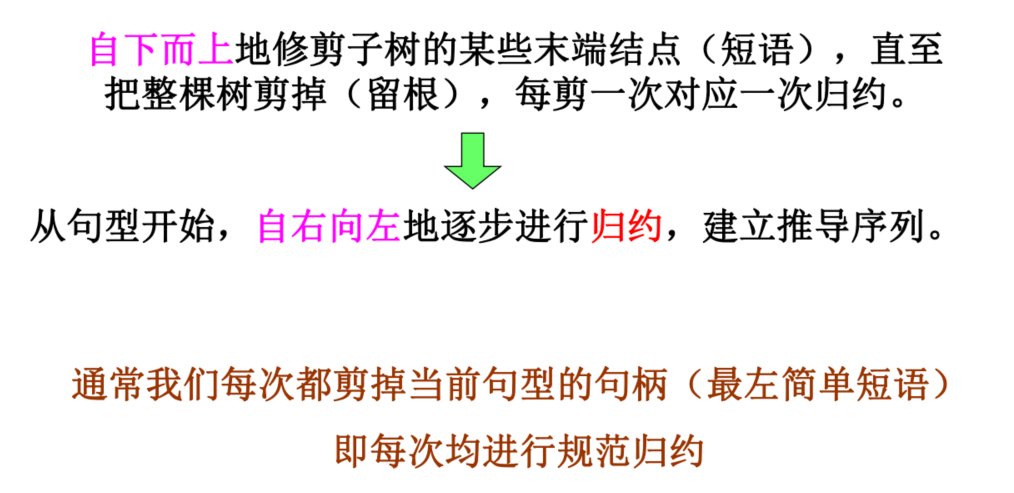 自下而上地修剪子树的某些末端结点（短语），直至
把整棵树剪掉（留根），每剪一次对应一次归约。
从句型开始，自右向左地逐步进行归约，建立推导序列。
通常我们每次都剪掉当前句型的句柄（最左简单短语）
即每次均进行规范归约